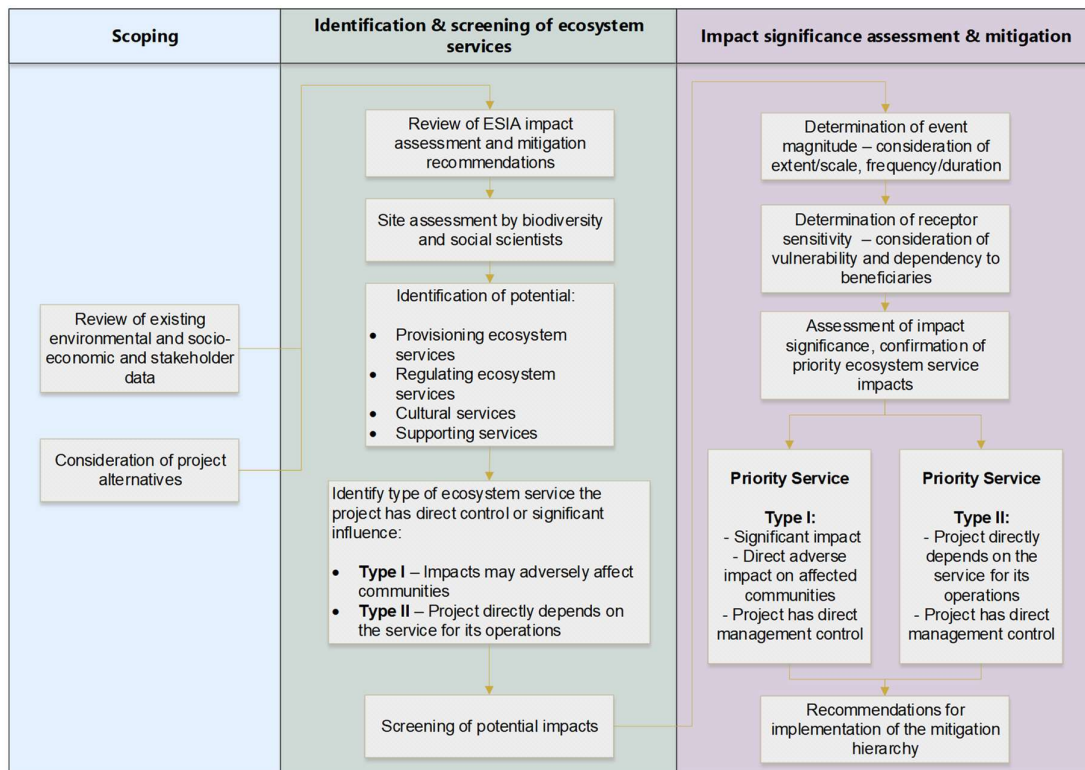 Scoping
Review of existing
environmental and socio-
economic and stakeholder
data
Consideration of project
alternatives
Identification & screening of ecosystem
services
Review of ESIA impact
assessment and mitigation
recommendations
Site assessment by biodiversity
and social scientists
Identification of potential:
• Provisioning ecosystem
services
• Regulating ecosystem
services
• Cultural services
• Supporting services
Identify type of ecosystem service the
project has direct control or significant
influence:
• Type I – Impacts may adversely affect
communities
• Type II – Project directly depends on
the service for its operations
Screening of potential impacts
Impact significance assessment & mitigation
Determination of event
magnitude – consideration of
extent/scale, frequency/duration
Determination of receptor
sensitivity – consideration of
vulnerability and dependency to
beneficiaries
Assessment of impact
significance, confirmation of
priority ecosystem service
impacts
Priority Service
Type I:
- Significant impact
- Direct adverse
impact on affected
communities
- Project has direct
management control
Priority Service
Type II:
- Project directly
depends on the
service for its
operations
- Project has direct
management control
Recommendations for
implementation of the mitigation
hierarchy